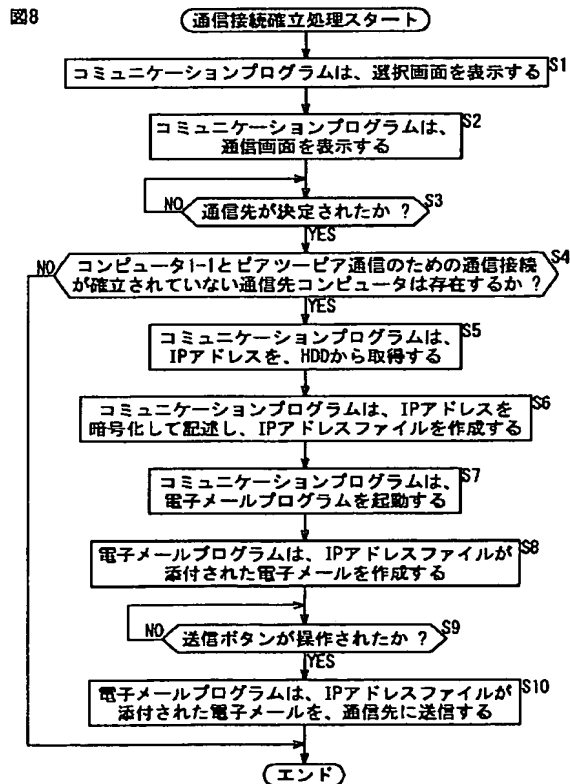 図8
通信接続確立処理スタート
コミュニケーションプログラムは、選択画面を表示する
S1
コミュニケーションプログラムは、
通信画面を表示する
S2
通信先が決定されたか ?
S3
NO
YES
コンピュータ1-1とピアツーピア通信のための通信接続
が確立されていない通信先コンピュータは存在するか ?
S4
NO
YES
コミュニケーションプログラムは、
IPアドレスを、HDDから取得する
S5
コミュニケーションプログラムは、IPアドレスを
暗号化して記述し、IPアドレスファイルを作成する
S6
コミュニケーションプログラムは、
電子メールプログラムを起動する
S7
電子メールプログラムは、IPアドレスファイルが
添付された電子メールを作成する
S8
送信ボタンが操作されたか ?
S9
NO
YES
電子メールプログラムは、IPアドレスファイルが
添付された電子メールを、通信先に送信する
S10
エンド